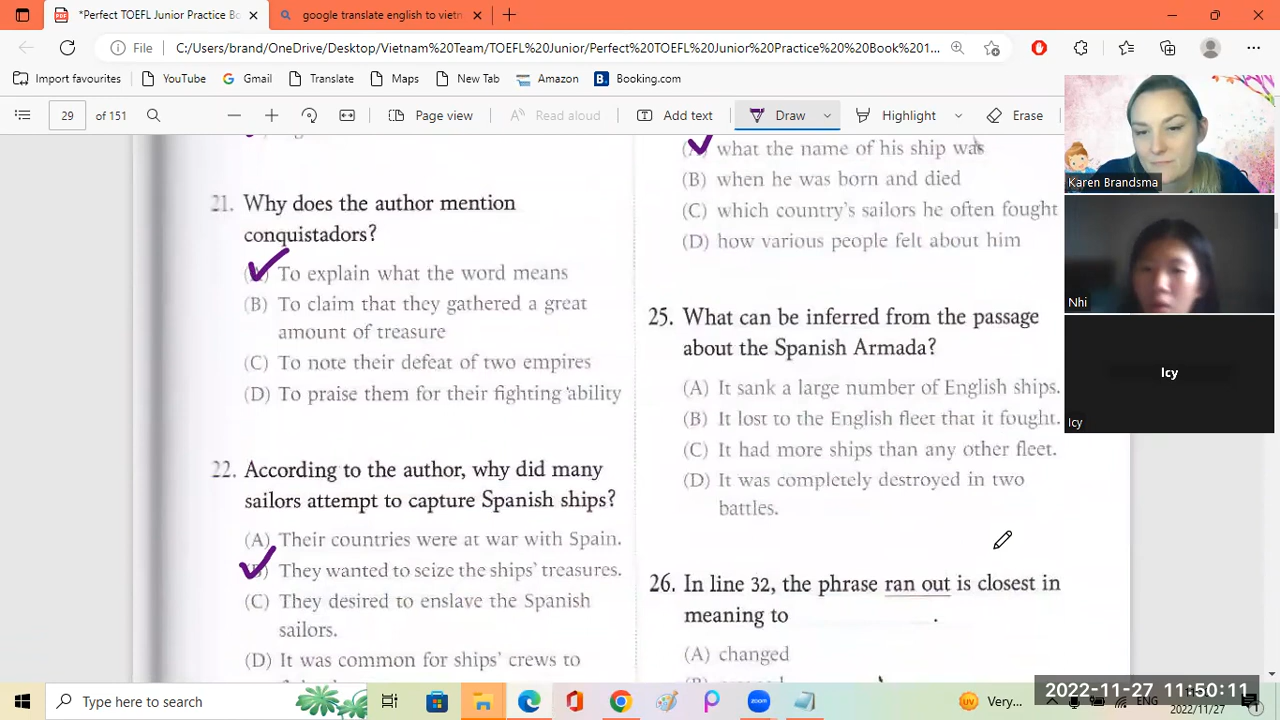 *Perfect TOEFL Junior Practice Bo
google translate english to vietn
File
C:/Users/brand/OneDrive/Desktop/Vietnam%20Team/TOEFL%20Junior/Perfect%20TOEFL%20Junior%20Practice%20%20Book%201...
Import favourites
YouTube
Gmail
Translate
Maps
New Tab
Amazon
Booking.com
29 of 151
Page view
Read aloud
Add text
Draw
Highlight
Erase
21. Why does the author mention
conquistadors?
To explain what the word means
(B) To claim that they gathered a great
amount of treasure
(C) To note their defeat of two empires
(D) To praise them for their fighting ability
22. According to the author, why did many
sailors attempt to capture Spanish ships?
(A) Their countries were at war with Spain.
They wanted to seize the ships' treasures.
(C) They desired to enslave the Spanish
sailors.
(D) It was common for ships' crews to
what the name of his ship was
(B) when he was born and died
(C) which country's sailors he often fought
(D) how various people felt about him
25. What can be inferred from the passage
about the Spanish Armada?
(A) It sank a large number of English ships.
(B) It lost to the English fleet that it fought.
(C) It had more ships than any other fleet.
(D) It was completely destroyed in two
battles.
26. In line 32, the phrase ran out is closest in
meaning to .
(A) changed
Karen Brandsma
Nhi
Icy
Icy
Type here to search
Very...
ENG
2022-11-27 11:50:11
2022/11/27